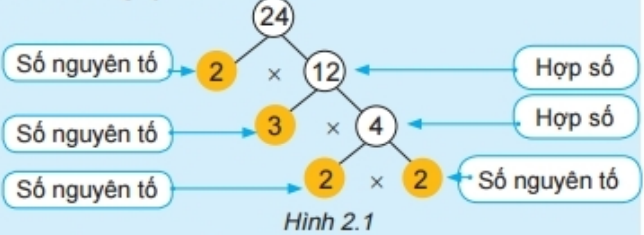 24
Số nguyên tố 2 × 12 Hợp số
Số nguyên tố 3 × 4 Hợp số
Số nguyên tố 2 × 2 Số nguyên tố
Hình 2.1